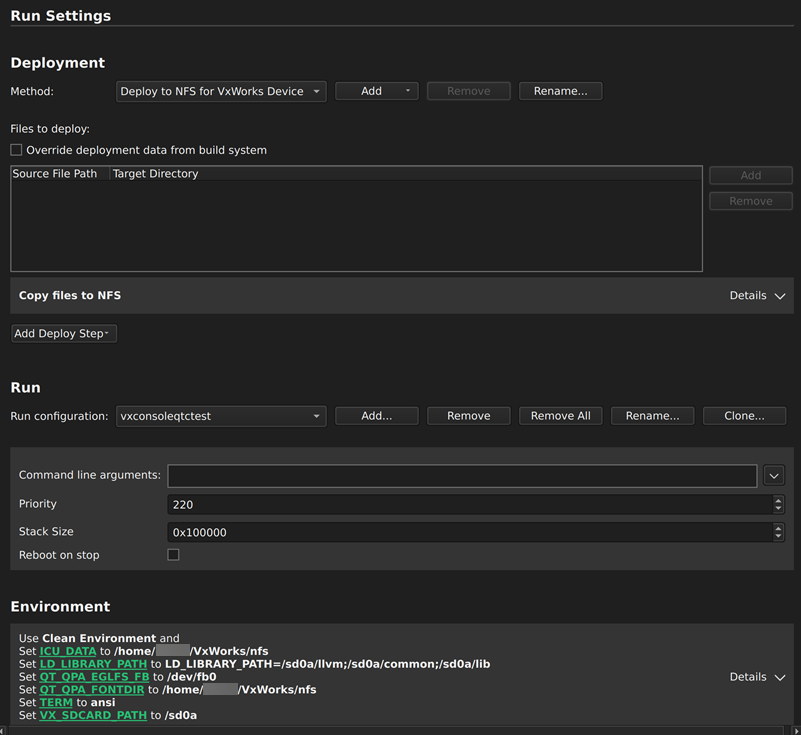 Run Settings
Deployment
Method: Deploy to NFS for VxWorks Device Add Remove Rename...
Files to deploy:
Override deployment data from build system
Source File Path Target Directory Add
Remove
Copy files to NFS Details
Add Deploy Step
Run
Run configuration: vxconsoleqtctest Add... Remove Remove All Rename... Clone...
Command line arguments:
Priority 220
Stack Size 0x100000
Reboot on stop
Environment
Use Clean Environment and
Set ICU_DATA to /home/ /VxWorks/nfs
Set LD_LIBRARY_PATH to LD_LIBRARY_PATH=/sd0a/llvm;/sd0a/common;/sd0a/lib
Set QT_QPA_EGLFS_FB to /dev/fb0 Details
Set QT_QPA_FONTDIR to /home/ /VxWorks/nfs
Set TERM to ansi
Set VX_SDCARD_PATH to /sd0a